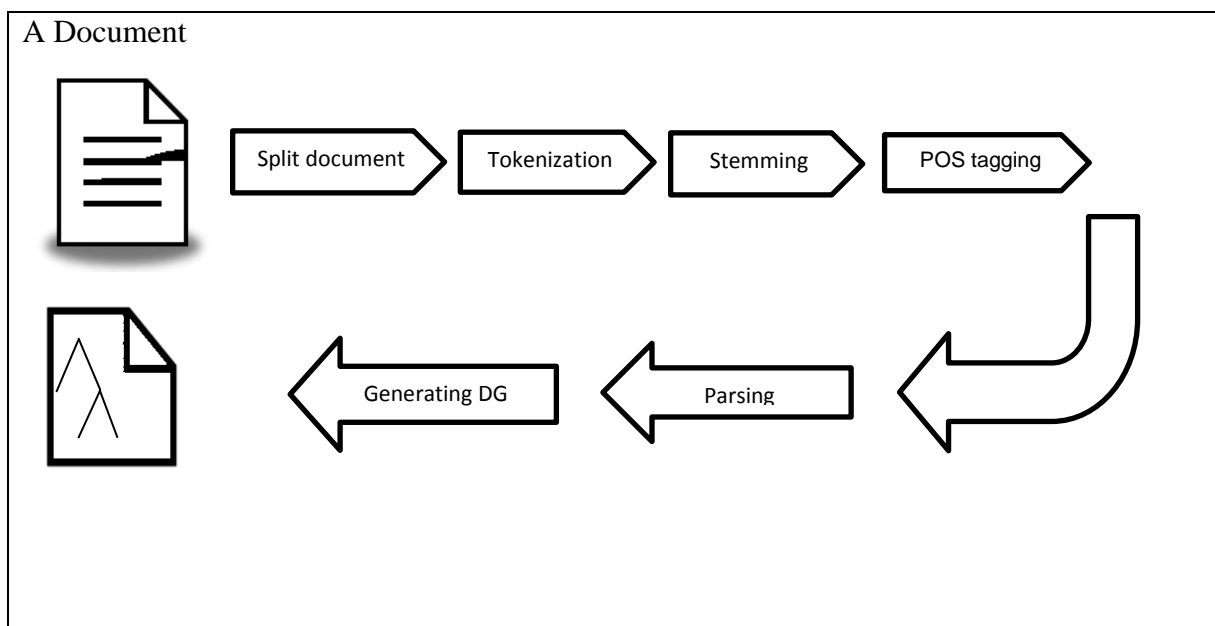 A Document
Split document
Tokenization
Stemming
POS tagging
Parsing
Generating DG